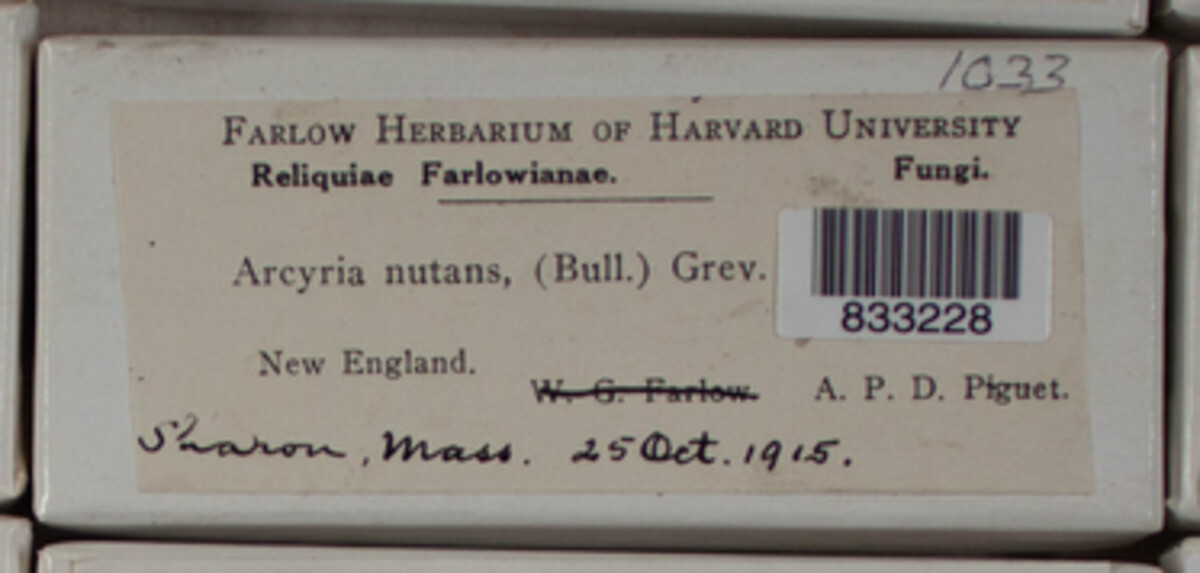 1033
FARLOW HERBARIUM OF HARVARD UNIVERSITY
Reliquiae Farlowianae. Fungi.
Arcyria nutans, (Bull.) Grev.
833228
New England.
W. G. Farlow. A. P. D. Piguet.
Sharon, Mass. 25 Oct. 1915.